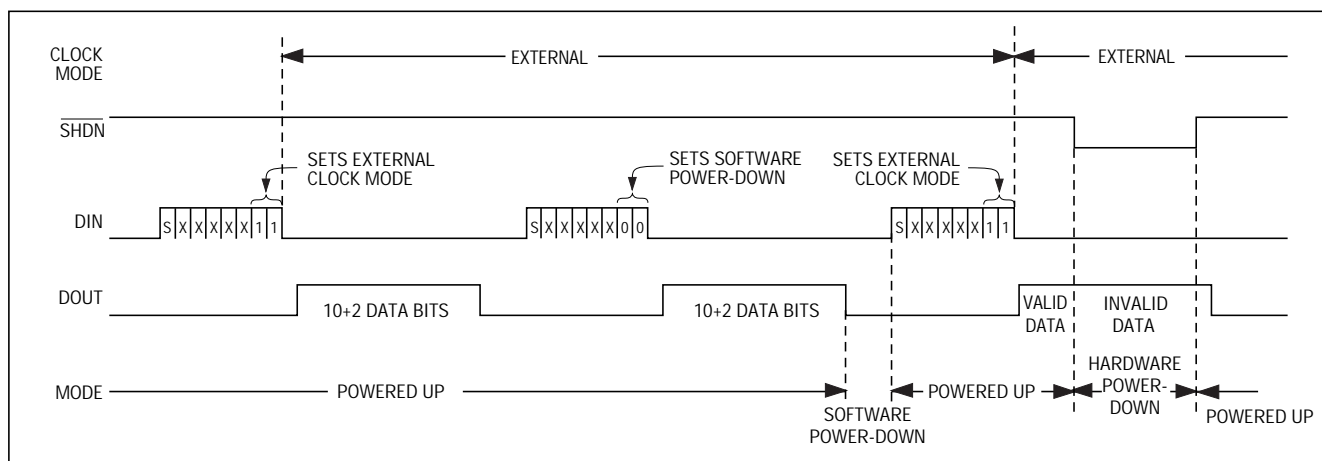 CLOCK
MODE
EXTERNAL
EXTERNAL
SHDN
SETS EXTERNAL
CLOCK MODE
SETS SOFTWARE
POWER-DOWN
SETS EXTERNAL
CLOCK MODE
DIN
S X X X X X 1 1
S X X X X X 0 0
S X X X X X 1 1
DOUT
10+2 DATA BITS
10+2 DATA BITS
VALID
DATA
INVALID
DATA
MODE
POWERED UP
SOFTWARE
POWER-DOWN
POWERED UP
HARDWARE
POWER-
DOWN
POWERED UP